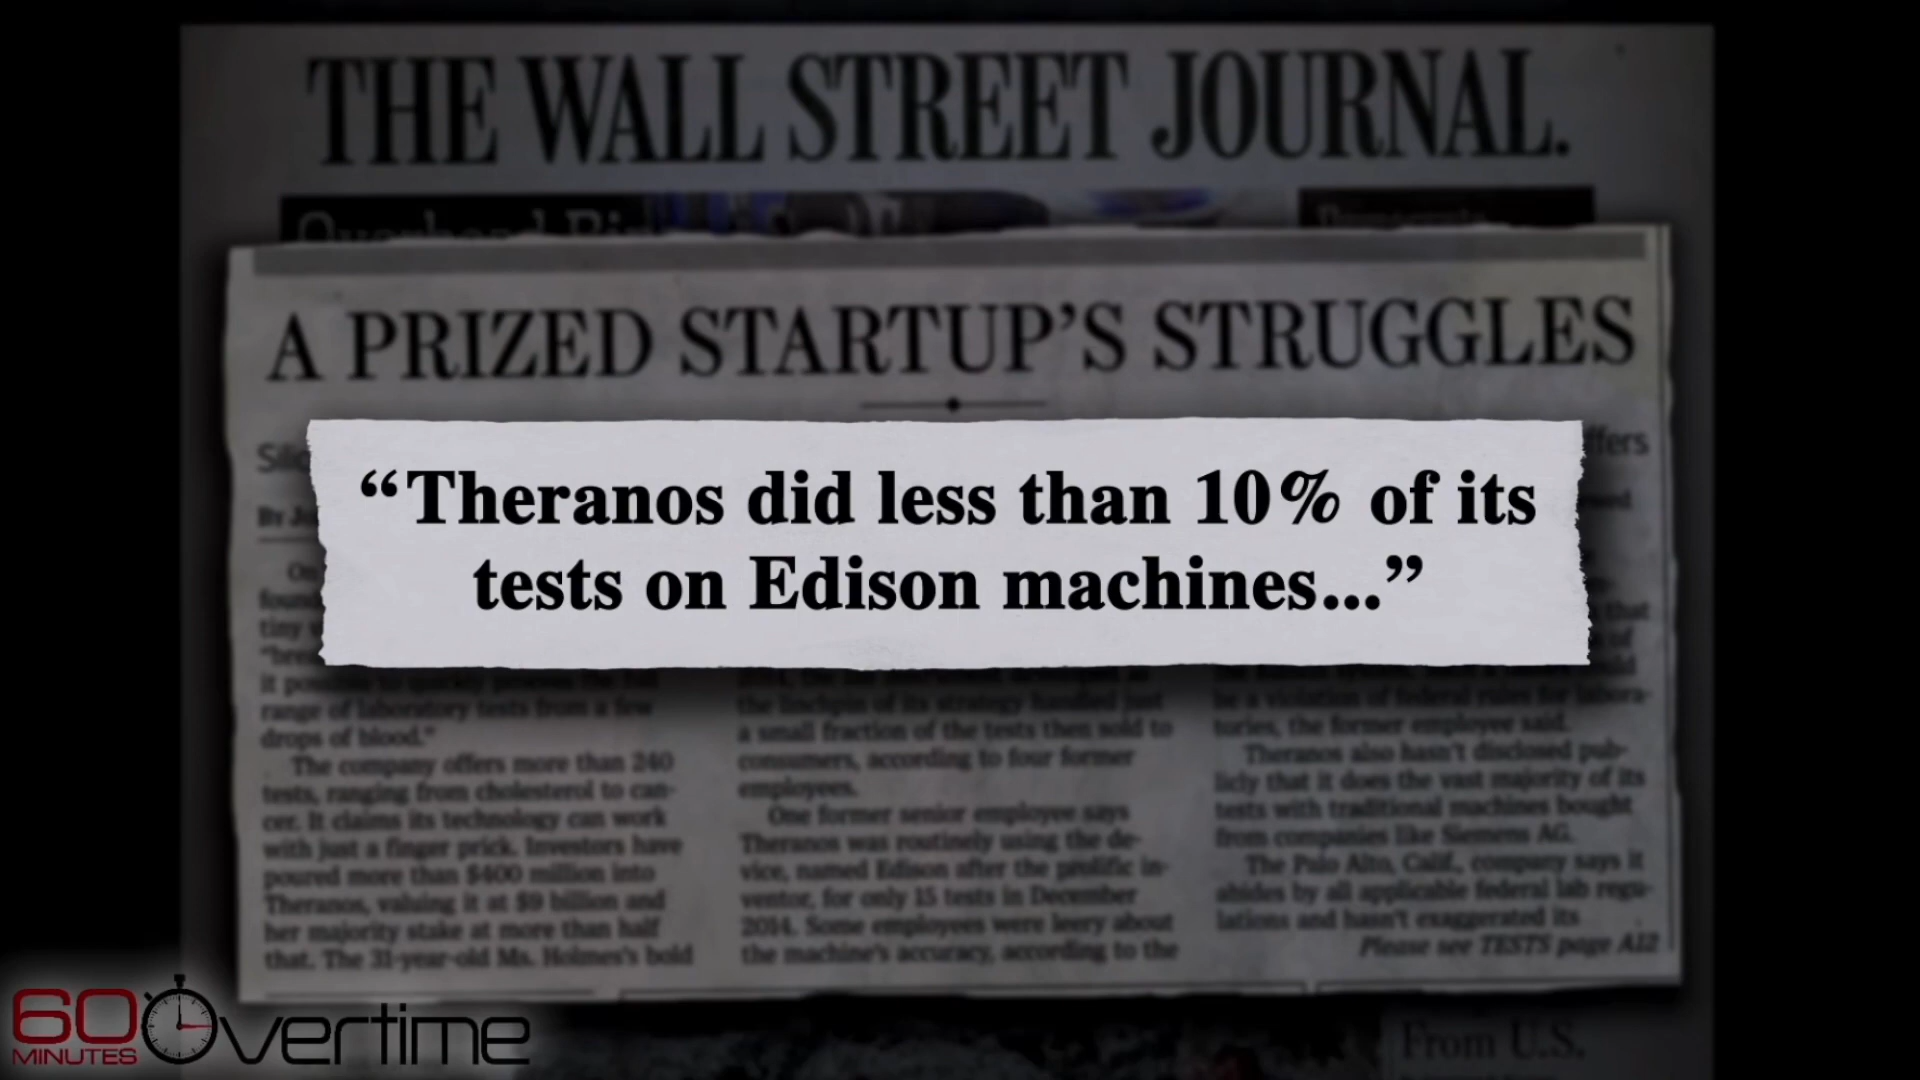 THE WALL STREET JOURNAL.
A PRIZED STARTUP'S STRUGGLES
“Theranos did less than 10% of its
tests on Edison machines...”
range of laboratory tests from a few
drops of blood."
The company offers more than 240
tests, ranging from cholesterol to can-
cer. It claims its technology can work
with just a finger prick. Investors have
poured more than $400 million into
Theranos, valuing it at $9 billion and
her majority stake at more than half
that. The 31-year-old Ms. Holmes's bold
the linchpin of its strategy handled just
a small fraction of the tests then sold to
consumers, according to four former
employees.
One former senior employee says
Theranos was routinely using the de-
vice, named Edison after the prolific in-
ventor, for only 15 tests in December
2014. Some employees were leery about
the machine's accuracy, according to the
be a violation of federal rules for labora-
tories, the former employee said.
Theranos also hasn't disclosed pub-
licly that it does the vast majority of its
tests with traditional machines bought
from companies like Siemens AG.
The Palo Alto, Calif., company says it
abides by all applicable federal lab regu-
lations and hasn't exaggerated its
Please see TESTS page A12
From U.S.
60 MINUTES Overtime